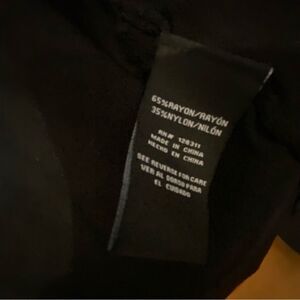 65%RAYON/RAYÓN
35%NYLON/NILÓN
RN# 128311
MADE IN CHINA
HECHO EN CHINA
SEE REVERSE FOR CARE
VER AL DORSO PARA
EL CUIDADO